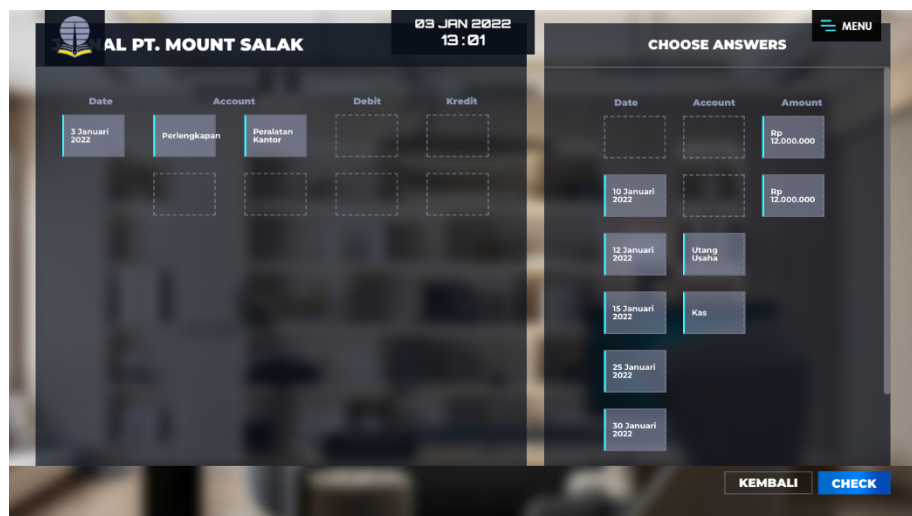 03 JAN 2022
13:01
MENU
AL PT. MOUNT SALAK
CHOOSE ANSWERS
Date Account Debit Kredit
3 Januari
2022
Perlengkapan
Peralatan
Kantor
Date Account Amount
Rp
12.000.000
10 Januari
2022
Rp
12.000.000
12 Januari
2022
Utang
Usaha
15 Januari
2022
Kas
25 Januari
2022
30 Januari
2022
KEMBALI
CHECK